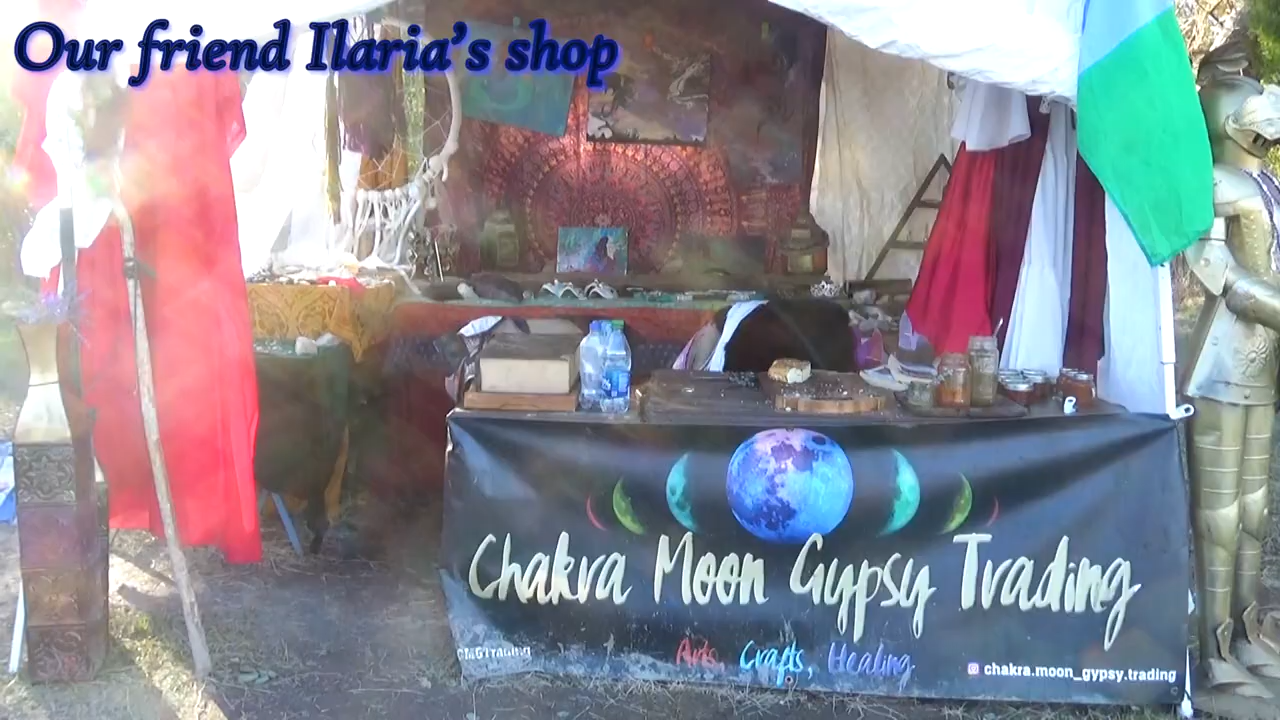 Our friend Ilaria’s shop
Chakra Moon Gypsy Trading
Arts, Crafts, Healing
CMGTrading
chakra.moon_gypsy.trading